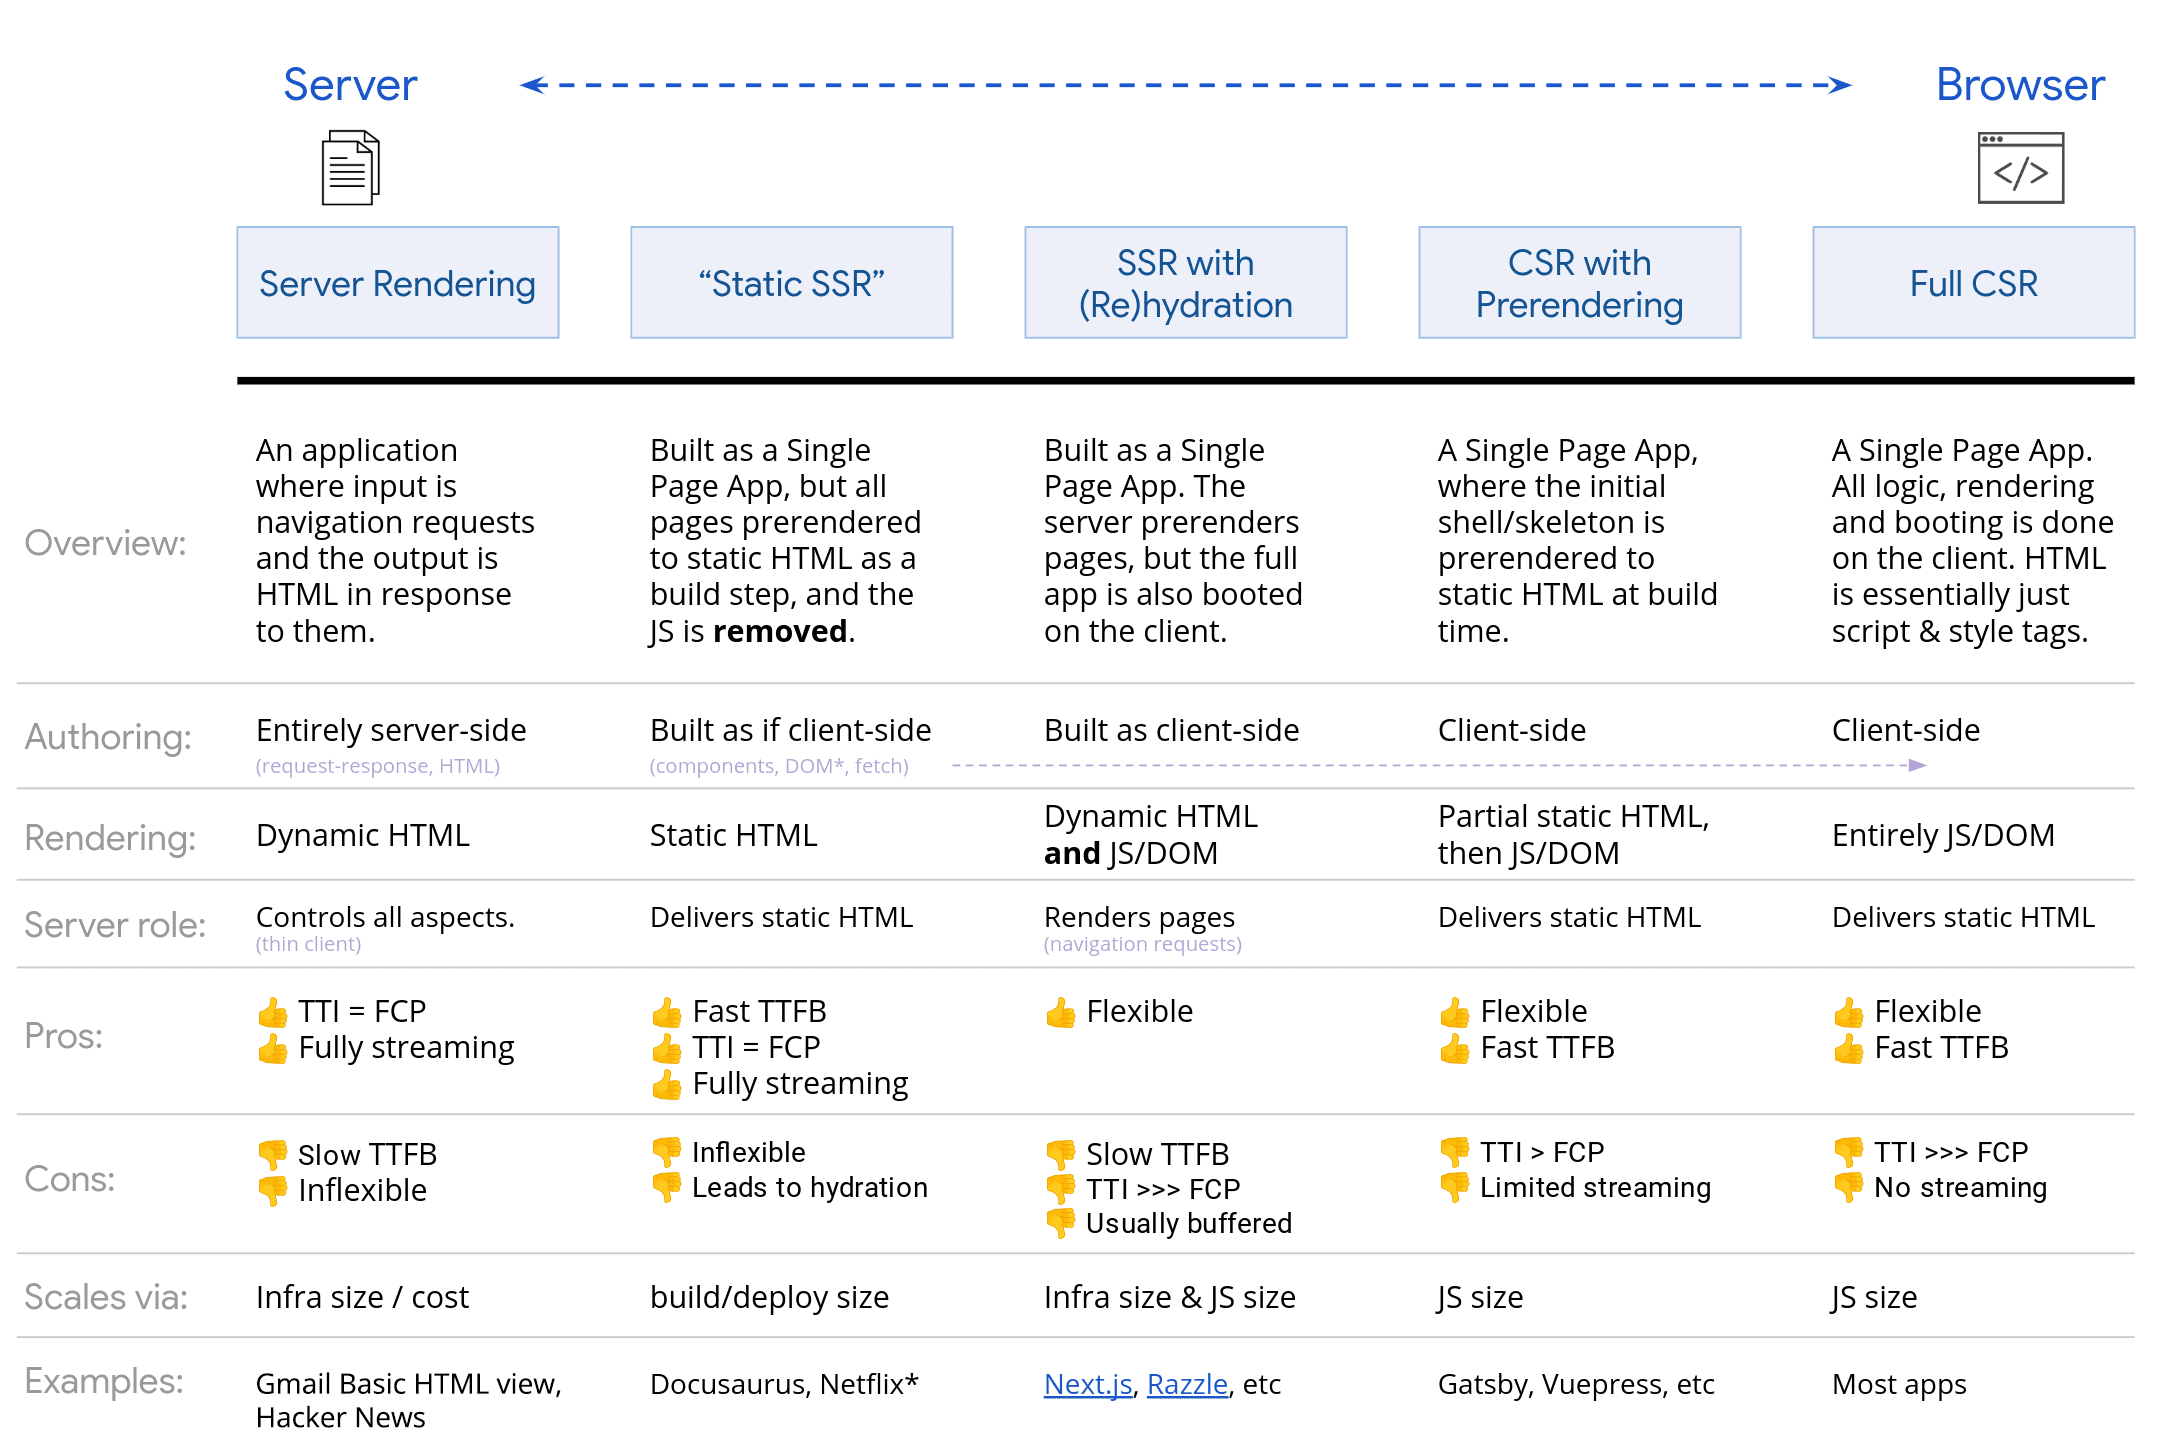 Server
Browser
</>
Server Rendering
“Static SSR”
SSR with
(Re)hydration
CSR with
Prerendering
Full CSR
Overview:
An application
where input is
navigation requests
and the output is
HTML in response
to them.
Built as a Single
Page App, but all
pages prerendered
to static HTML as a
build step, and the
JS is removed.
Built as a Single
Page App. The
server prerenders
pages, but the full
app is also booted
on the client.
A Single Page App,
where the initial
shell/skeleton is
prerendered to
static HTML at build
time.
A Single Page App.
All logic, rendering
and booting is done
on the client. HTML
is essentially just
script & style tags.
Authoring:
Entirely server-side
(request-response, HTML)
Built as if client-side
(components, DOM*, fetch)
Built as client-side
Client-side
Client-side
Rendering:
Dynamic HTML
Static HTML
Dynamic HTML
and JS/DOM
Partial static HTML,
then JS/DOM
Entirely JS/DOM
Server role:
Controls all aspects.
(thin client)
Delivers static HTML
Renders pages
(navigation requests)
Delivers static HTML
Delivers static HTML
Pros:
👍 TTI = FCP
👍 Fully streaming
👍 Fast TTFB
👍 TTI = FCP
👍 Fully streaming
👍 Flexible
👍 Flexible
👍 Fast TTFB
👍 Flexible
👍 Fast TTFB
Cons:
👎 Slow TTFB
👎 Inflexible
👎 Inflexible
👎 Leads to hydration
👎 Slow TTFB
👎 TTI >>> FCP
👎 Usually buffered
👎 TTI > FCP
👎 Limited streaming
👎 TTI >>> FCP
👎 No streaming
Scales via:
Infra size / cost
build/deploy size
Infra size & JS size
JS size
JS size
Examples:
Gmail Basic HTML view,
Hacker News
Docusaurus, Netflix*
Next.js, Razzle, etc
Gatsby, Vuepress, etc
Most apps